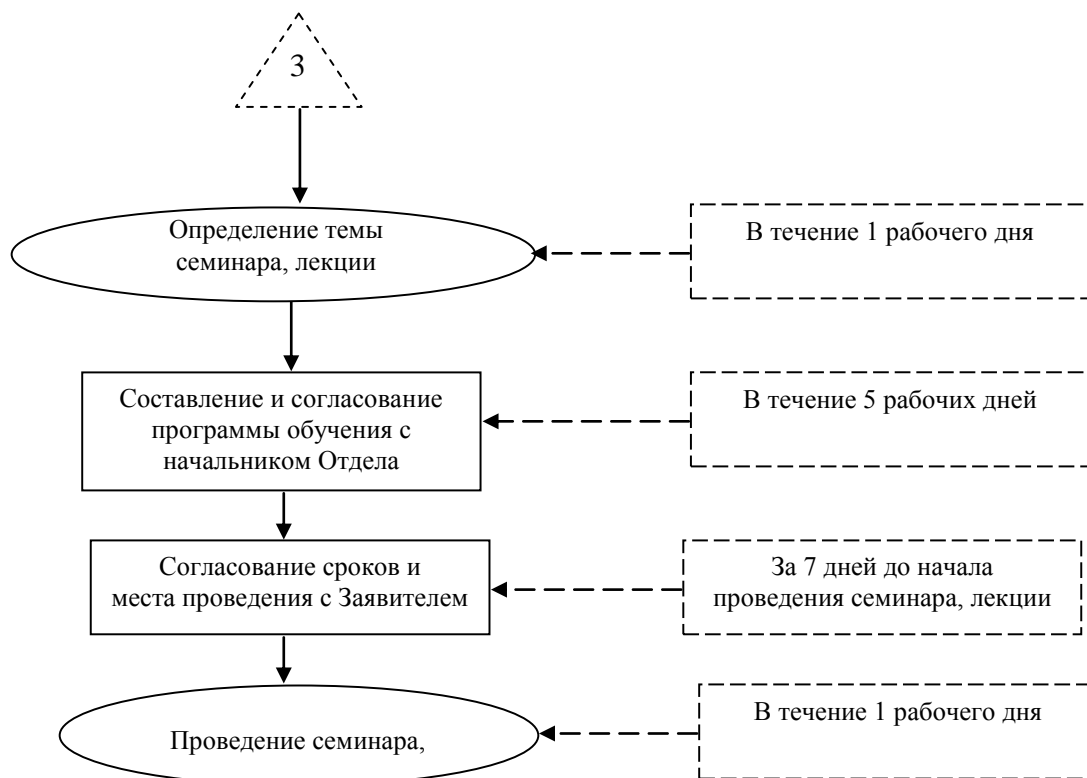 3
Определение темы
семинара, лекции
В течение 1 рабочего дня
Составление и согласование
программы обучения с
начальником Отдела
В течение 5 рабочих дней
Согласование сроков и
места проведения с Заявителем
За 7 дней до начала
проведения семинара, лекции
Проведение семинара,
В течение 1 рабочего дня